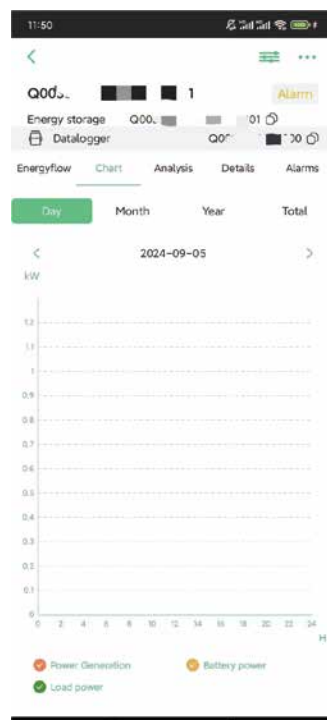 11:50
1 Alarm
Energy storage 01
Datalogger 00
Energyflow Chart Analysis Details Alarms
Day Month Year Total
< 2024-09-05 >
kW
1.2
1.1
1
0.9
0.8
0.7
0.6
0.5
0.4
0.3
0.2
0.1
0
0 2 4 6 8 10 12 14 16 18 20 22 24
H
Power Generation Battery power
Load power